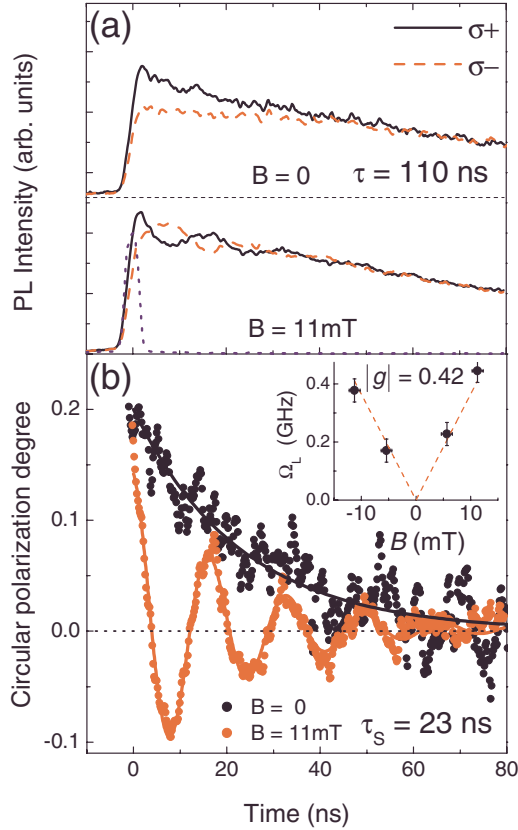 (a)
σ+
σ−
PL Intensity (arb. units)
B = 0
τ = 110 ns
B = 11mT
(b)
Circular polarization degree
0.2
0.1
0.0
-0.1
|g| = 0.42
Ω_L (GHz)
0.4
0.2
0.0
-10 0 10
B (mT)
B = 0
B = 11mT
τ_S = 23 ns
0 20 40 60 80
Time (ns)